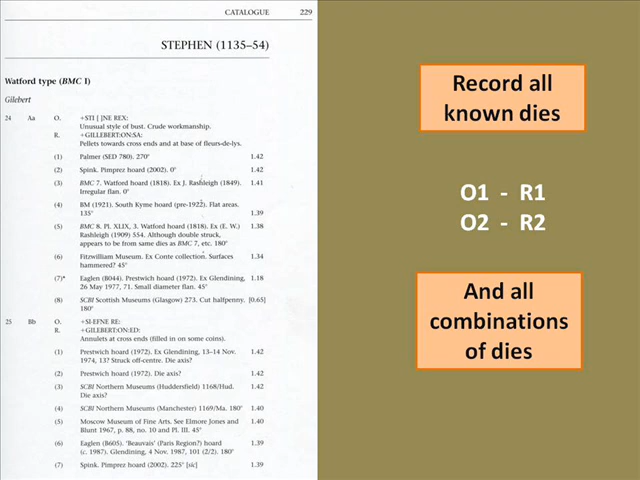 CATALOGUE 229
STEPHEN (1135–54)
Watford type (BMC I)
Gilebert
24 Aa O. +STI [ ]NE REX:
Unusual style of bust. Crude workmanship.
R. +GILLEBERT:ON:SA:
Pellets towards cross ends and at base of fleurs-de-lys.
(1) Palmer (SED 780). 270° 1.42
(2) Spink. Pimprez hoard (2002). 0° 1.42
(3) BMC 7. Watford hoard (1818). Ex J. Rashleigh (1849). 1.41
Irregular flan. 0°
(4) BM (1921). South Kyme hoard (pre-1922). Flat areas.
135° 1.39
(5) BMC 8. Pl. XLIX, 3. Watford hoard (1818). Ex (E. W.) 1.38
Rashleigh (1909) 554. Although double struck,
appears to be from same dies as BMC 7, etc. 180°
(6) Fitzwilliam Museum. Ex Conte collection. Surfaces 1.34
hammered? 45°
(7)* Eaglen (B044). Prestwich hoard (1972). Ex Glendining, 1.18
26 May 1977, 71. Small diameter flan. 45°
(8) SCBI Scottish Museums (Glasgow) 273. Cut halfpenny. [0.65]
180°
25 Bb O. +SI-EFNE RE:
R. +GILEBERT:ON:ED:
Annulets at cross ends (filled in on some coins).
(1) Prestwich hoard (1972). Ex Glendining, 13–14 Nov. 1.42
1974, 13? Struck off-centre. Die axis?
(2) Prestwich hoard (1972). Die axis? 1.42
(3) SCBI Northern Museums (Huddersfield) 1168/Hud. 1.42
Die axis?
(4) SCBI Northern Museums (Manchester) 1169/Ma. 180° 1.40
(5) Moscow Museum of Fine Arts. See Elmore Jones and 1.40
Blunt 1967, p. 88, no. 10 and Pl. III. 45°
(6) Eaglen (B605). ‘Beauvais’ (Paris Region?) hoard 1.39
(c. 1987). Glendining, 4 Nov. 1987, 101 (2/2). 180°
(7) Spink. Pimprez hoard (2002). 225° [sic] 1.39
Record all
known dies
O1 - R1
O2 - R2
And all
combinations
of dies